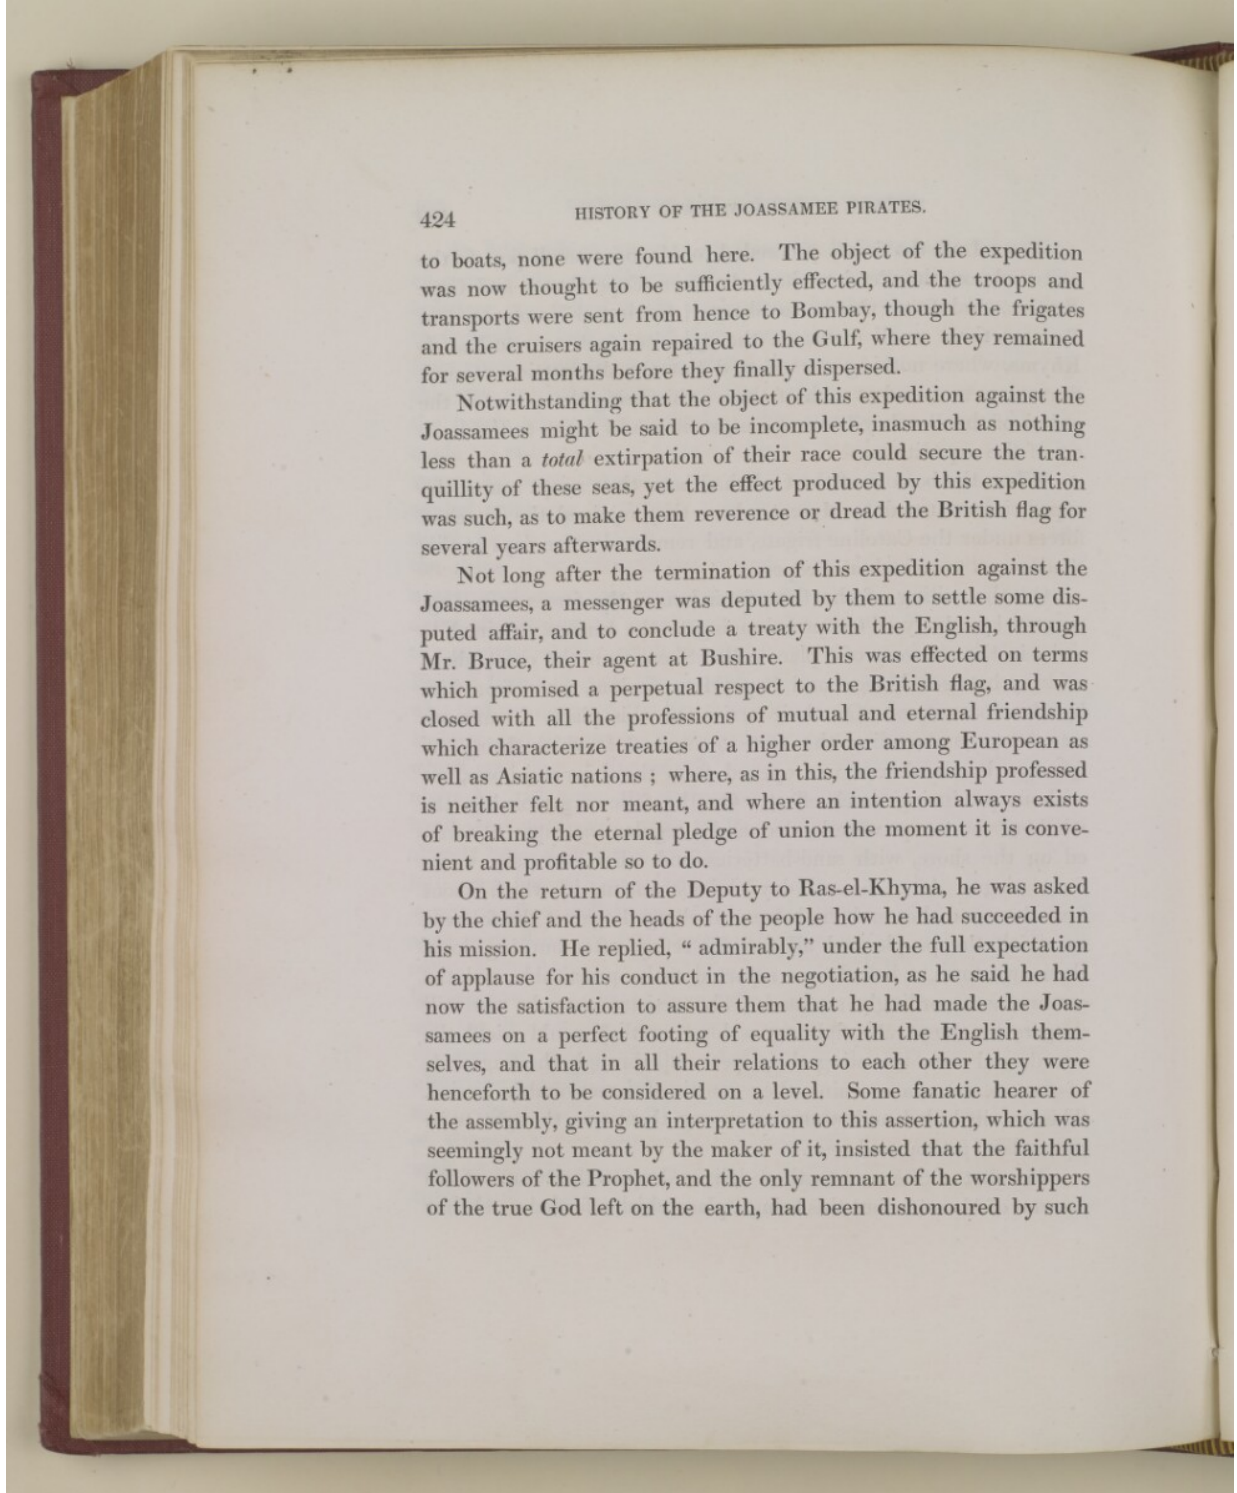 424 HISTORY OF THE JOASSAMEE PIRATES.
to boats, none were found here. The object of the expedition
was now thought to be sufficiently effected, and the troops and
transports were sent from hence to Bombay, though the frigates
and the cruisers again repaired to the Gulf, where they remained
for several months before they finally dispersed.
Notwithstanding that the object of this expedition against the
Joassamees might be said to be incomplete, inasmuch as nothing
less than a total extirpation of their race could secure the tran-
quillity of these seas, yet the effect produced by this expedition
was such, as to make them reverence or dread the British flag for
several years afterwards.
Not long after the termination of this expedition against the
Joassamees, a messenger was deputed by them to settle some dis-
puted affair, and to conclude a treaty with the English, through
Mr. Bruce, their agent at Bushire. This was effected on terms
which promised a perpetual respect to the British flag, and was
closed with all the professions of mutual and eternal friendship
which characterize treaties of a higher order among European as
well as Asiatic nations ; where, as in this, the friendship professed
is neither felt nor meant, and where an intention always exists
of breaking the eternal pledge of union the moment it is conve-
nient and profitable so to do.
On the return of the Deputy to Ras-el-Khyma, he was asked
by the chief and the heads of the people how he had succeeded in
his mission. He replied, “ admirably,” under the full expectation
of applause for his conduct in the negotiation, as he said he had
now the satisfaction to assure them that he had made the Joas-
samees on a perfect footing of equality with the English them-
selves, and that in all their relations to each other they were
henceforth to be considered on a level. Some fanatic hearer of
the assembly, giving an interpretation to this assertion, which was
seemingly not meant by the maker of it, insisted that the faithful
followers of the Prophet, and the only remnant of the worshippers
of the true God left on the earth, had been dishonoured by such